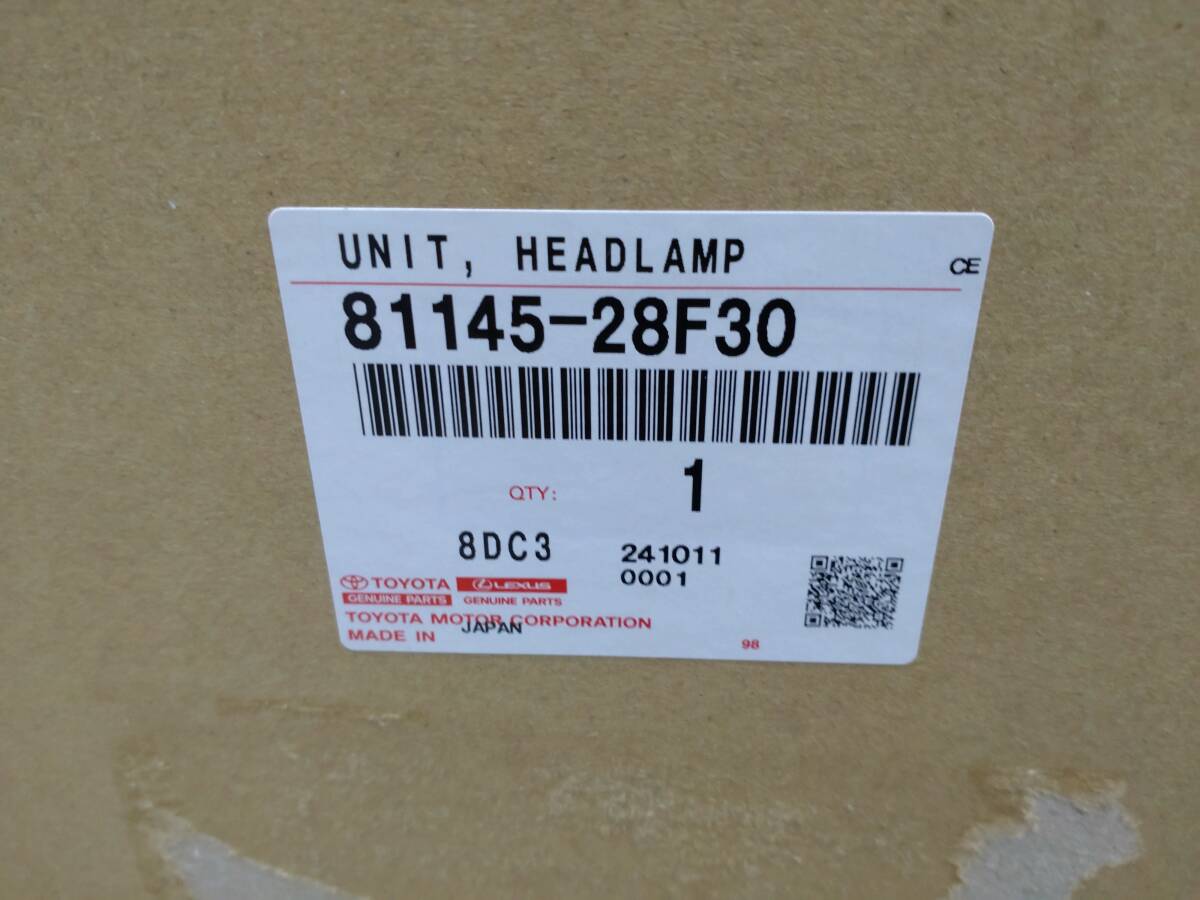 UNIT, HEADLAMP
CE
81145-28F30
QTY: 1
8DC3 241011
0001
TOYOTA LEXUS
GENUINE PARTS GENUINE PARTS
TOYOTA MOTOR CORPORATION
MADE IN JAPAN
98